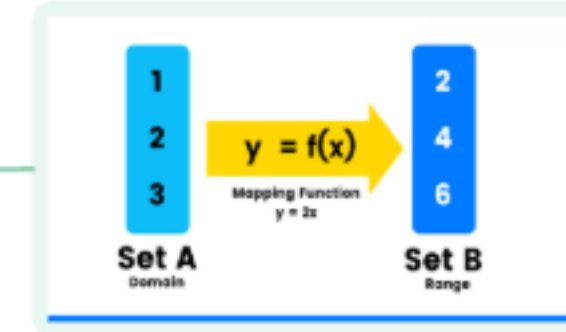 1
2
3
y = f(x)
Mapping Function
y = 2x
2
4
6
Set A
Domain
Set B
Range